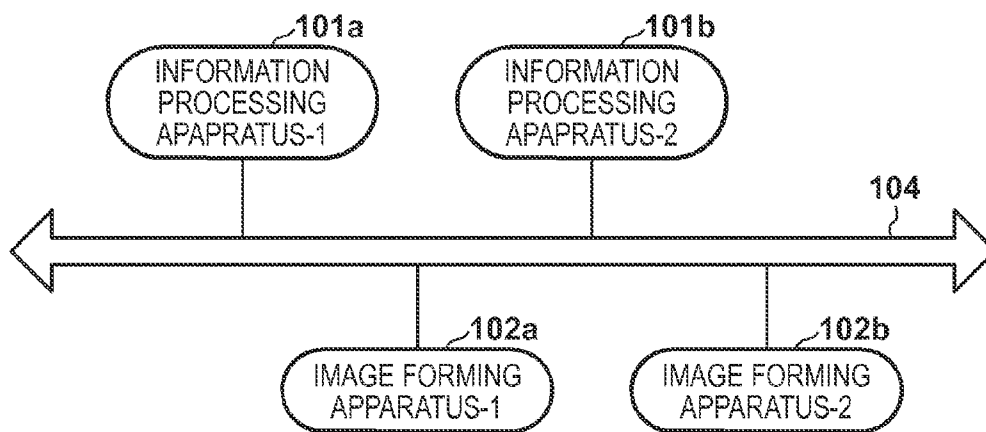 101a
INFORMATION
PROCESSING
APAPRATUS-1
101b
INFORMATION
PROCESSING
APAPRATUS-2
104
102a
IMAGE FORMING
APPARATUS-1
102b
IMAGE FORMING
APPARATUS-2